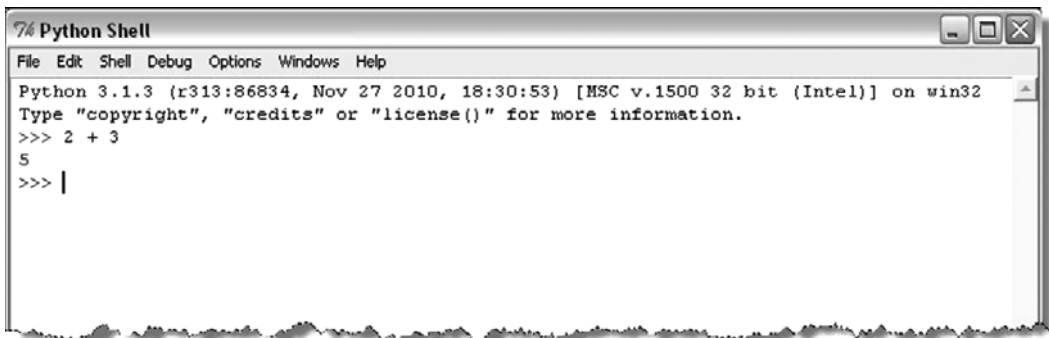 Python Shell
File Edit Shell Debug Options Windows Help
Python 3.1.3 (r313:86834, Nov 27 2010, 18:30:53) [MSC v.1500 32 bit (Intel)] on win32
Type "copyright", "credits" or "license()" for more information.
>>> 2 + 3
5
>>>